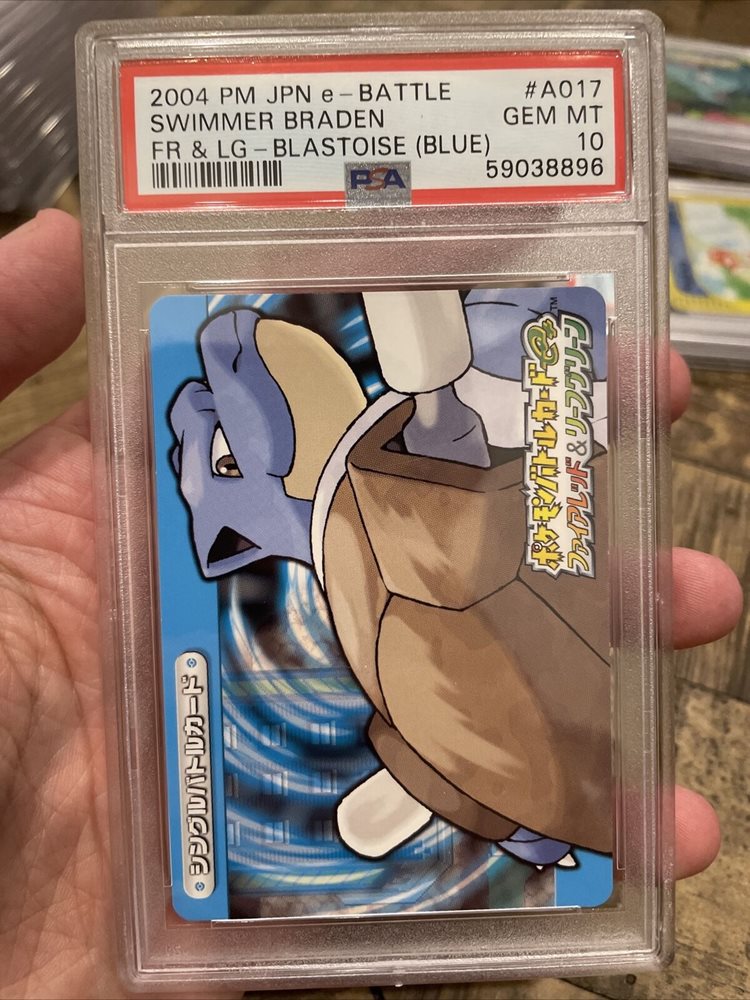 2004 PM JPN e-BATTLE #A017
SWIMMER BRADEN GEM MT
FR & LG-BLASTOISE (BLUE) 10
PSA 59038896
ポケモンバトルカードe+ ™
ファイアレッド&リーフグリーン
シングルバトルカード